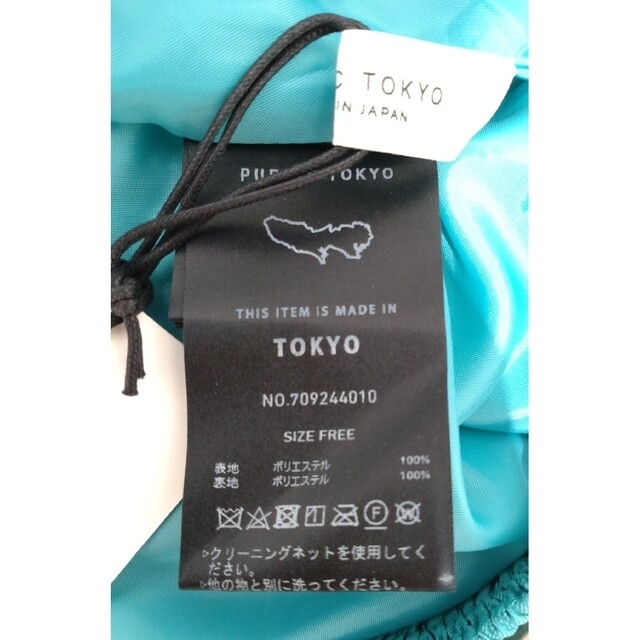 C TOKYO
IN JAPAN
TOKYO
THIS ITEM IS MADE IN
TOKYO
NO.709244010
SIZE FREE
表地 ポリエステル 100%
裏地 ポリエステル 100%
▷クリーニングネットを使用してく
ださい。
▷他の物と別に洗ってください。